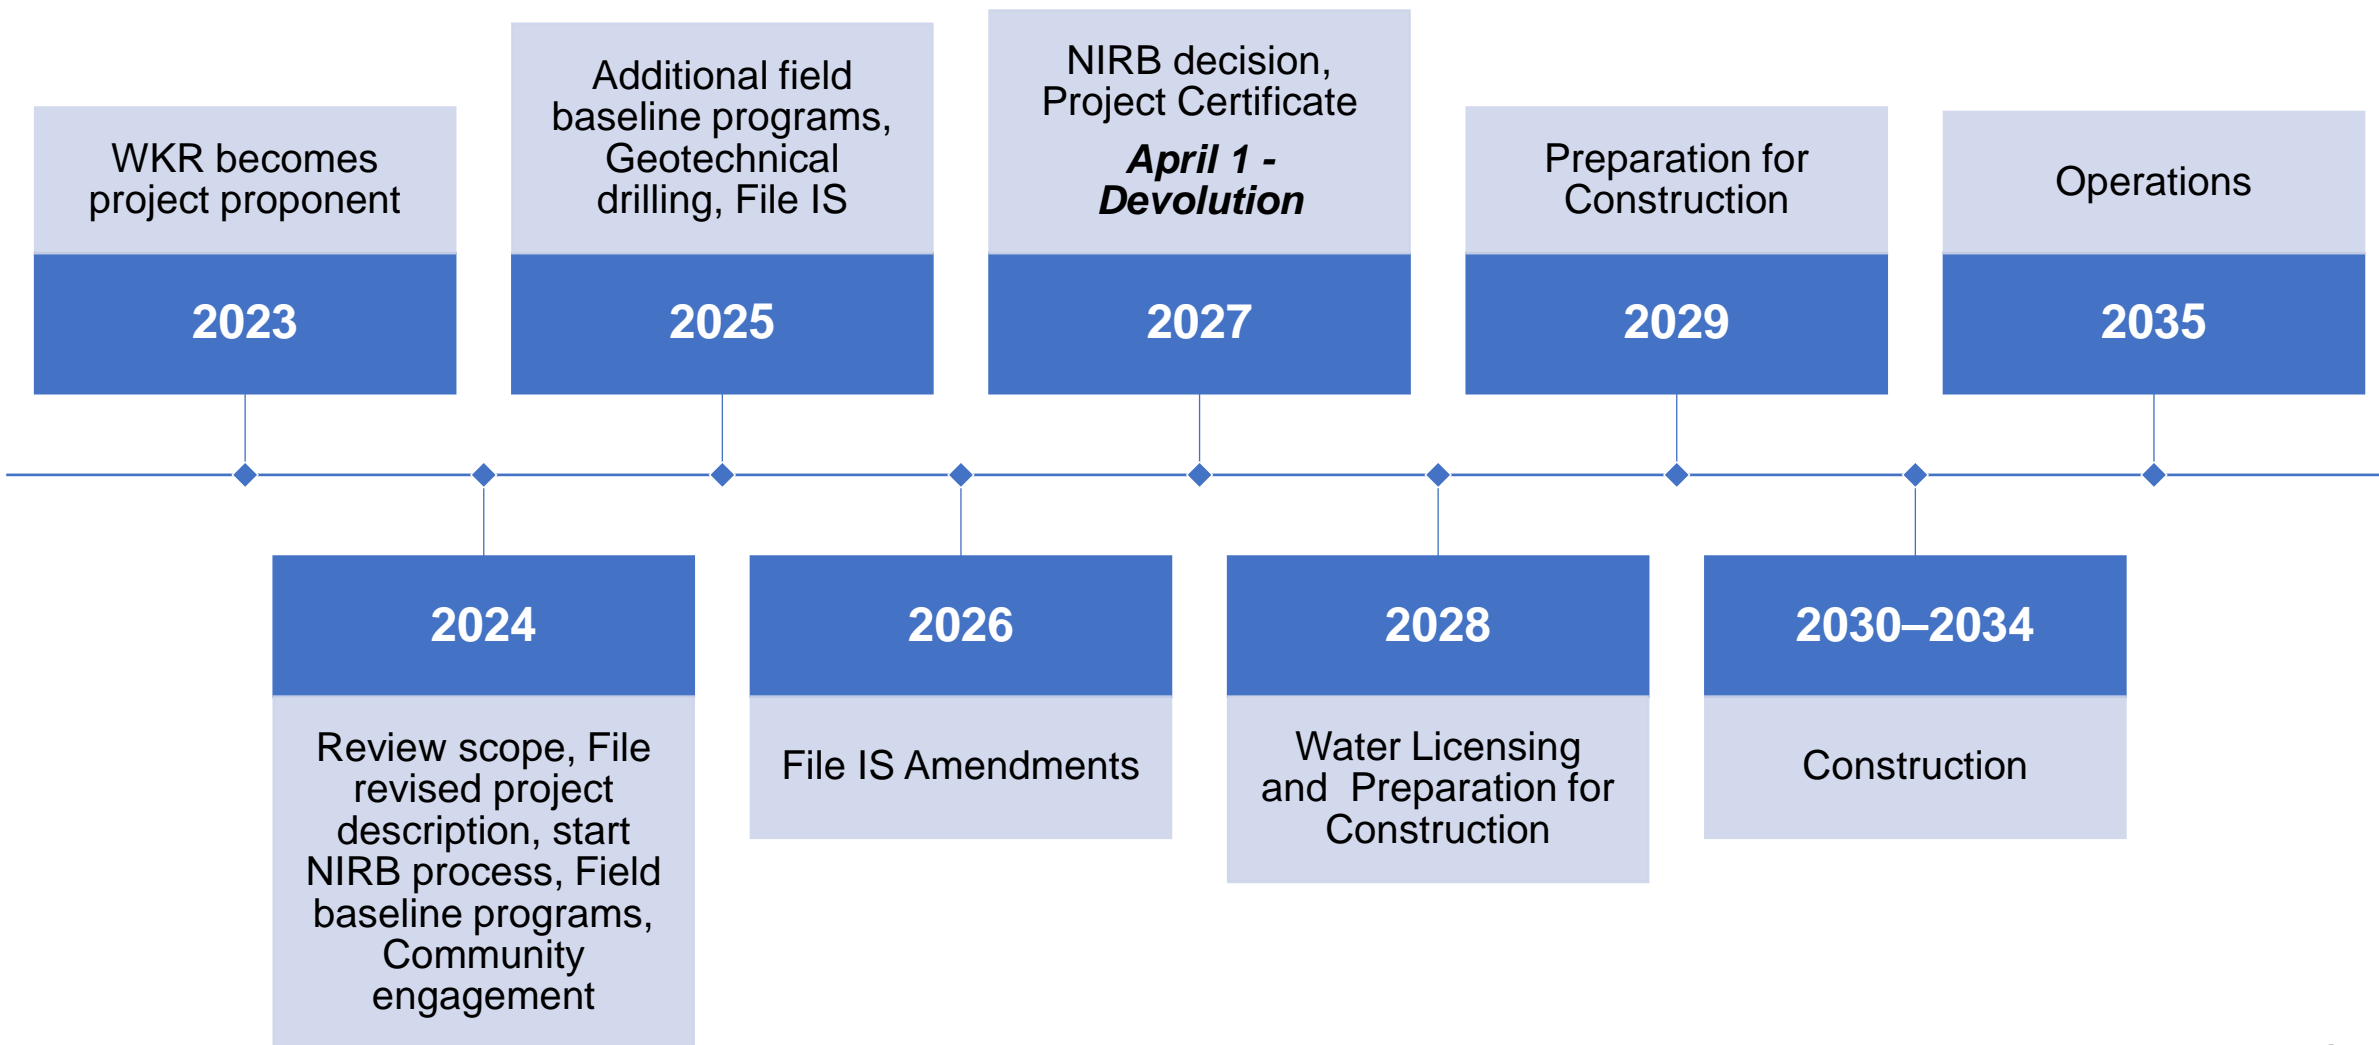 WKR becomes
project proponent
2023
Review scope, File
revised project
description, start
NIRB process, Field
baseline programs,
Community
engagement
2024
Additional field
baseline programs,
Geotechnical
drilling, File IS
2025
File IS Amendments
2026
NIRB decision,
Project Certificate
April 1 -
Devolution
2027
Water Licensing
and  Preparation for
Construction
2028
Preparation for
Construction
2029
Construction
2030–2034
Operations
2035